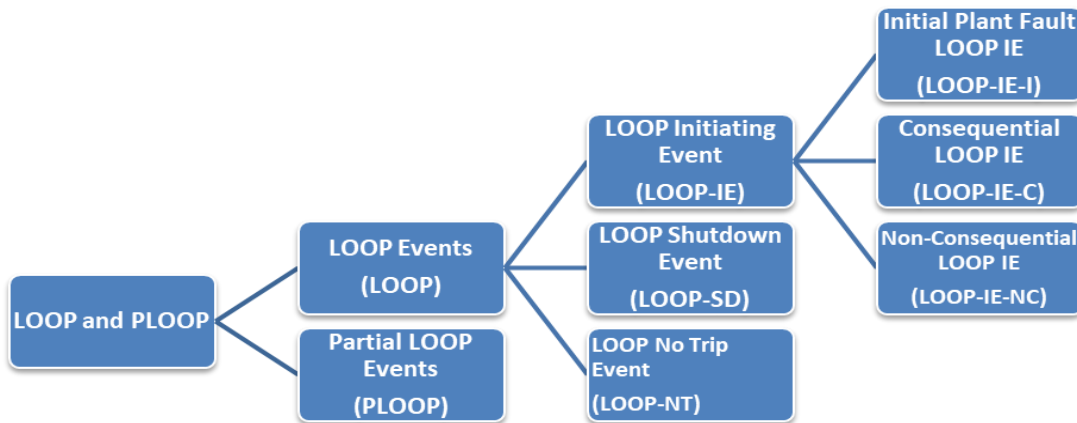 LOOP and PLOOP
LOOP Events
(LOOP)
Partial LOOP
Events
(PLOOP)
LOOP Initiating
Event
(LOOP-IE)
LOOP Shutdown
Event
(LOOP-SD)
LOOP No Trip
Event
(LOOP-NT)
Initial Plant Fault
LOOP IE
(LOOP-IE-I)
Consequential
LOOP IE
(LOOP-IE-C)
Non-Consequential
LOOP IE
(LOOP-IE-NC)